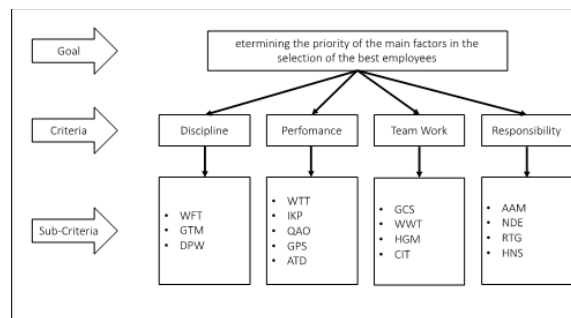 Goal
etermining the priority of the main factors in the
selection of the best employees
Criteria
Discipline
Perfomance
Team Work
Responsibility
Sub-Criteria
• WFT
• GTM
• DPW
• WTT
• IKP
• QAO
• GPS
• ATD
• GCS
• WWT
• HGM
• CIT
• AAM
• NDE
• RTG
• HNS